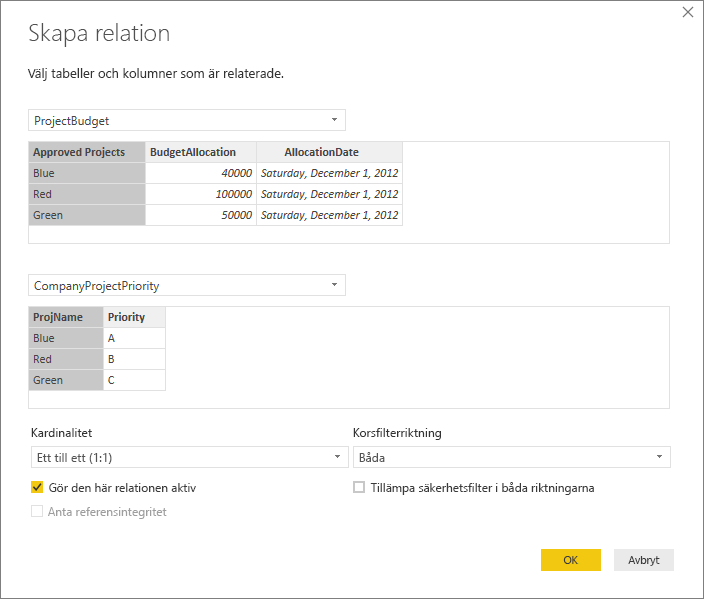 Skapa relation
Välj tabeller och kolumner som är relaterade.
ProjectBudget
Approved Projects BudgetAllocation AllocationDate
Blue 40000 Saturday, December 1, 2012
Red 100000 Saturday, December 1, 2012
Green 50000 Saturday, December 1, 2012
CompanyProjectPriority
ProjName Priority
Blue A
Red B
Green C
Kardinalitet Korsfilterriktning
Ett till ett (1:1) Båda
Gör den här relationen aktiv Tillämpa säkerhetsfilter i båda riktningarna
Anta referensintegritet
OK Avbryt